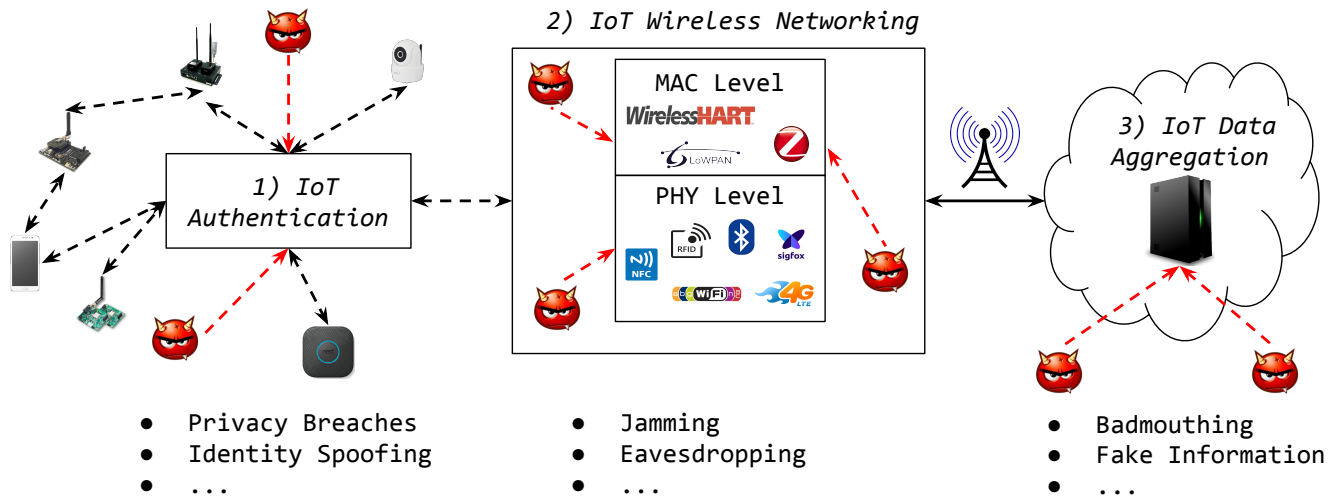 2) IoT Wireless Networking
MAC Level
WirelessHART
6LoWPAN
Z
3) IoT Data
Aggregation
1) IoT
Authentication
PHY Level
RFID
NFC
sigfox
WiFi
4G
LTE
● Privacy Breaches
● Identity Spoofing
● ...
● Jamming
● Eavesdropping
● ...
● Badmouthing
● Fake Information
● ...